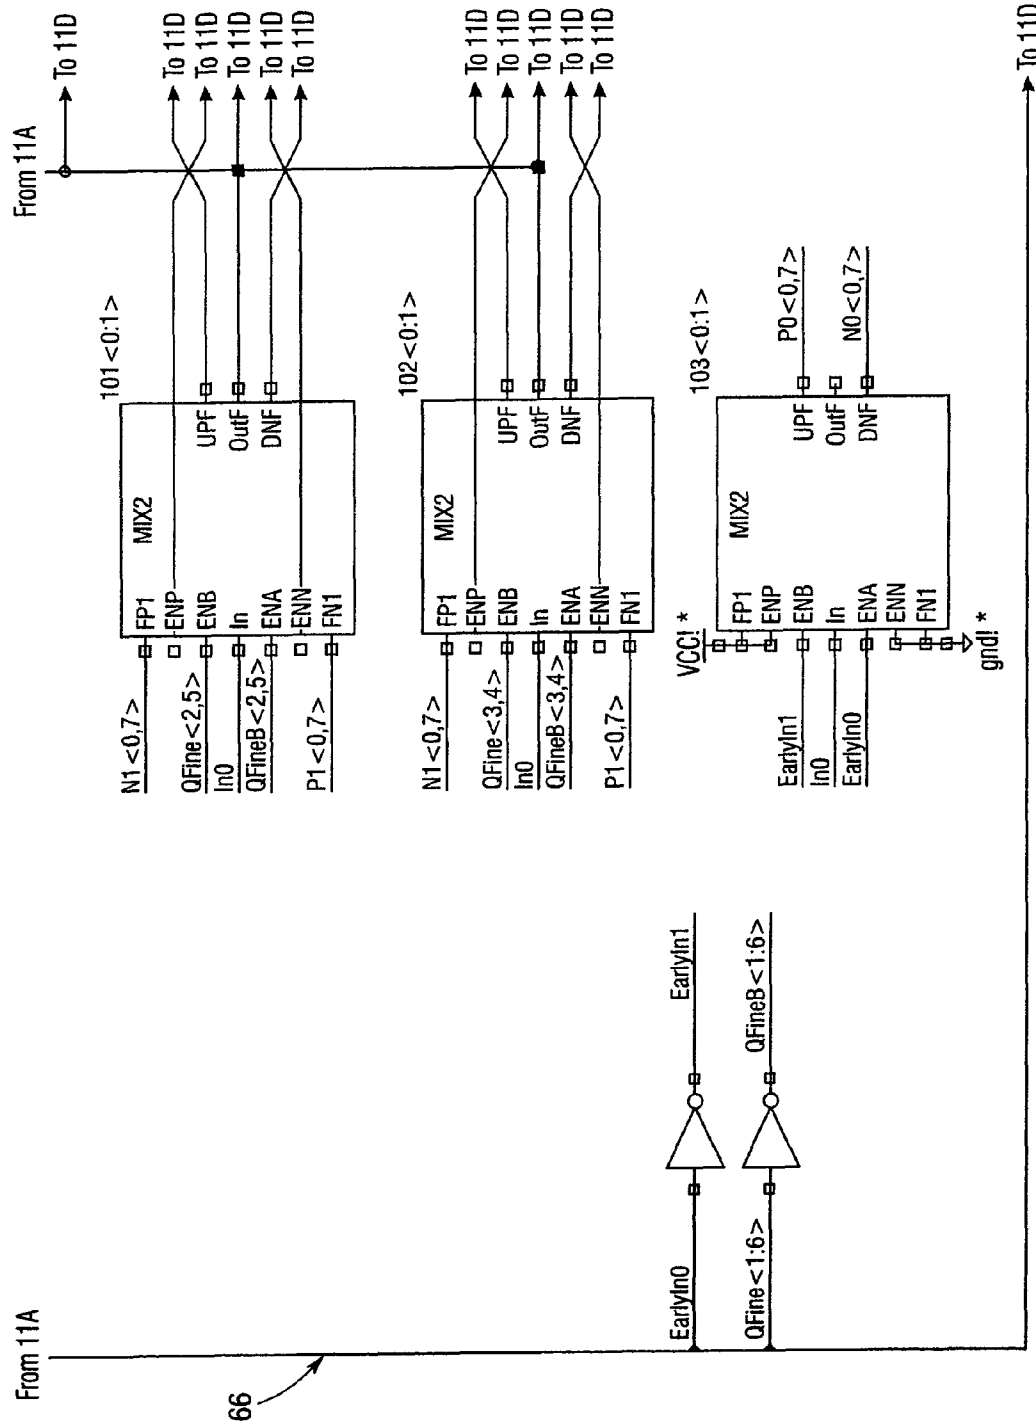 From 11A
From 11A
To 11D
To 11D
To 11D
To 11D
To 11D
To 11D
101<0:1>
MIX2
N1<0,7>
FP1
ENP
UPF
QFine<2,5>
ENB
In0
In
OutF
QFineB<2,5>
ENA
DNF
ENN
P1<0,7>
FN1
To 11D
To 11D
To 11D
To 11D
To 11D
102<0:1>
MIX2
N1<0,7>
FP1
ENP
UPF
QFine<3,4>
ENB
In0
In
OutF
QFineB<3,4>
ENA
DNF
ENN
P1<0,7>
FN1
103<0:1>
MIX2
VCC! *
FP1
ENP
UPF
P0<0,7>
EarlyIn1
ENB
In0
In
OutF
EarlyIn0
ENA
DNF
N0<0,7>
ENN
FN1
gnd! *
66
EarlyIn0
EarlyIn1
QFine<1:6>
QFineB<1:6>
To 11D